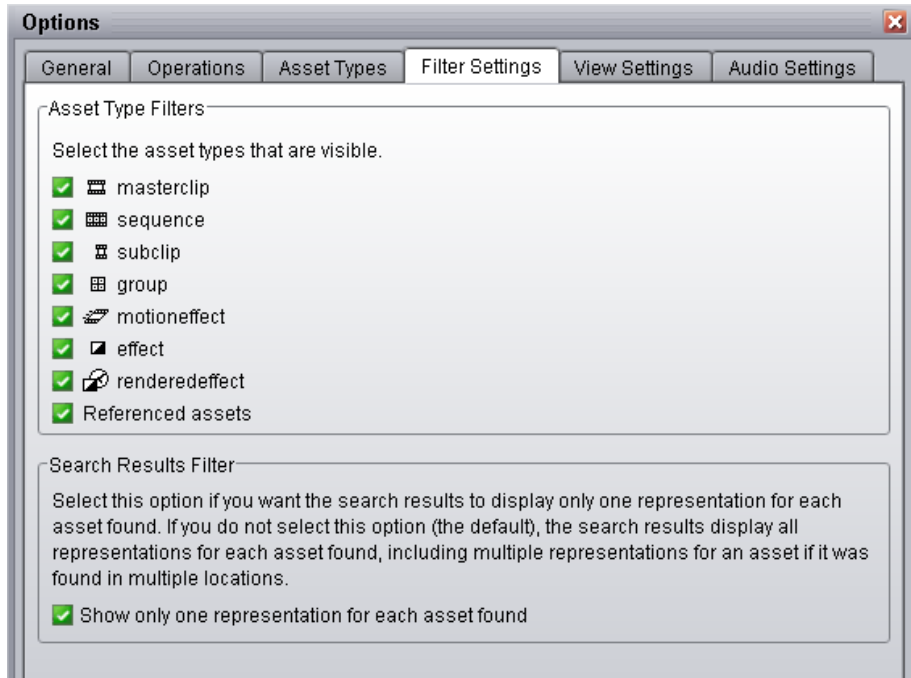 Options
General Operations Asset Types Filter Settings View Settings Audio Settings
Asset Type Filters
Select the asset types that are visible.
masterclip
sequence
subclip
group
motioneffect
effect
renderedeffect
Referenced assets
Search Results Filter
Select this option if you want the search results to display only one representation for each
asset found. If you do not select this option (the default), the search results display all
representations for each asset found, including multiple representations for an asset if it was
found in multiple locations.
Show only one representation for each asset found